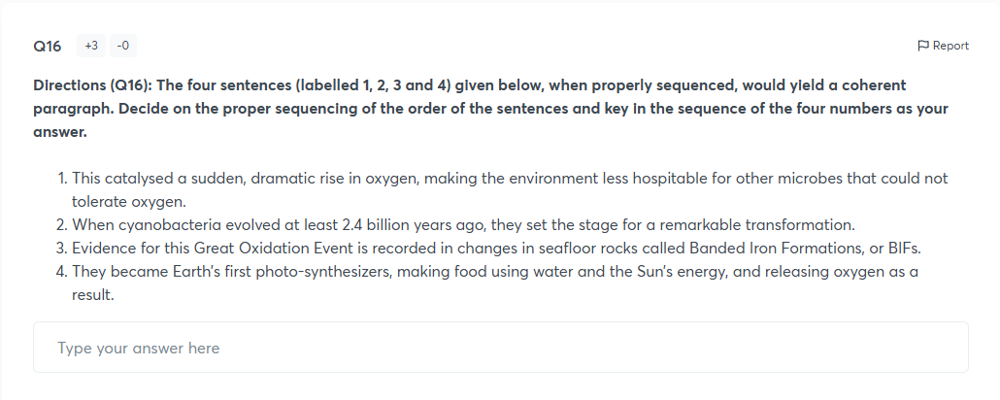 Q16 +3 -0 Report
Directions (Q16): The four sentences (labelled 1, 2, 3 and 4) given below, when properly sequenced, would yield a coherent
paragraph. Decide on the proper sequencing of the order of the sentences and key in the sequence of the four numbers as your
answer.
1. This catalysed a sudden, dramatic rise in oxygen, making the environment less hospitable for other microbes that could not
tolerate oxygen.
2. When cyanobacteria evolved at least 2.4 billion years ago, they set the stage for a remarkable transformation.
3. Evidence for this Great Oxidation Event is recorded in changes in seafloor rocks called Banded Iron Formations, or BIFs.
4. They became Earth's first photo-synthesizers, making food using water and the Sun's energy, and releasing oxygen as a
result.
Type your answer here